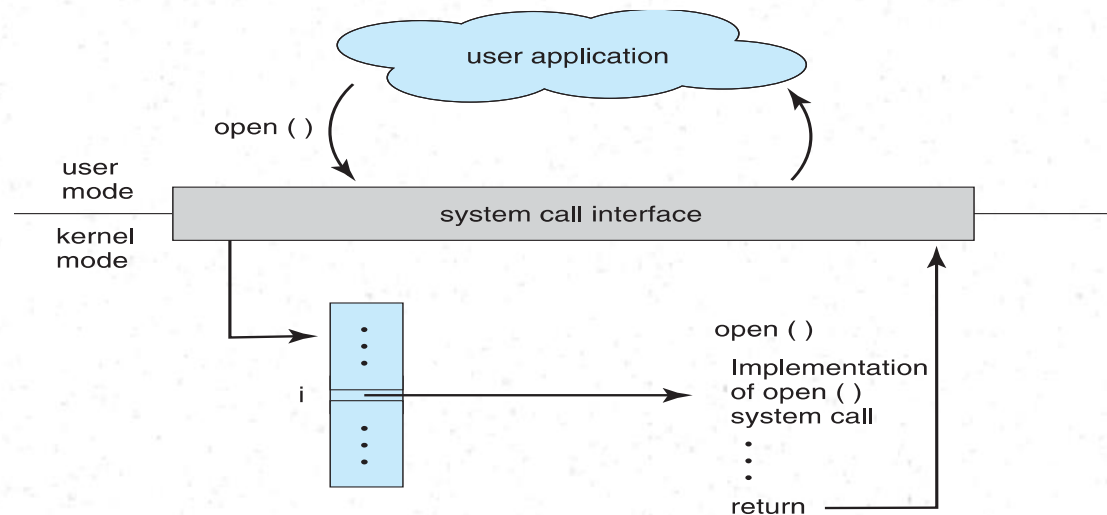 user application
open ( )
user
mode
system call interface
kernel
mode
open ( )
i
Implementation
of open ( )
system call
return